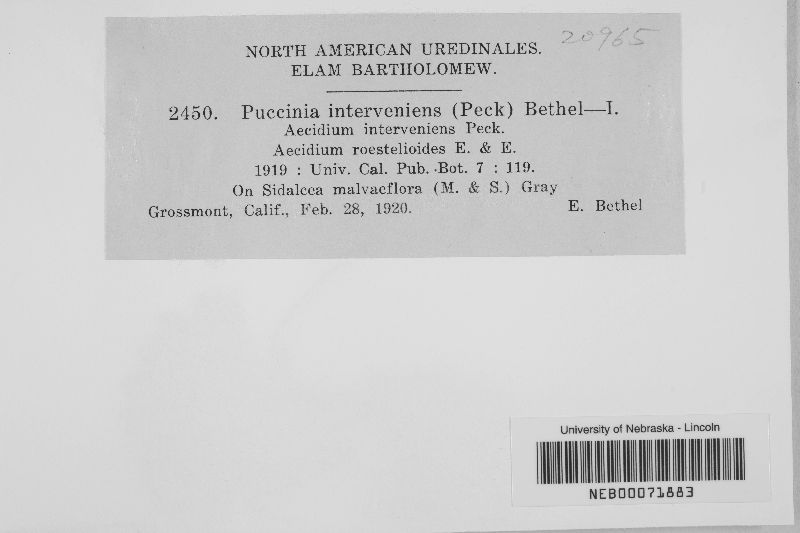 20965
NORTH AMERICAN UREDINALES.
ELAM BARTHOLOMEW.
2450. Puccinia interveniens (Peck) Bethel—I.
Aecidium interveniens Peck.
Aecidium roestelioides E. & E.
1919 : Univ. Cal. Pub. Bot. 7 : 119.
On Sidalcea malvaeflora (M. & S.) Gray
Grossmont, Calif., Feb. 28, 1920. E. Bethel
University of Nebraska - Lincoln
NEB00071883